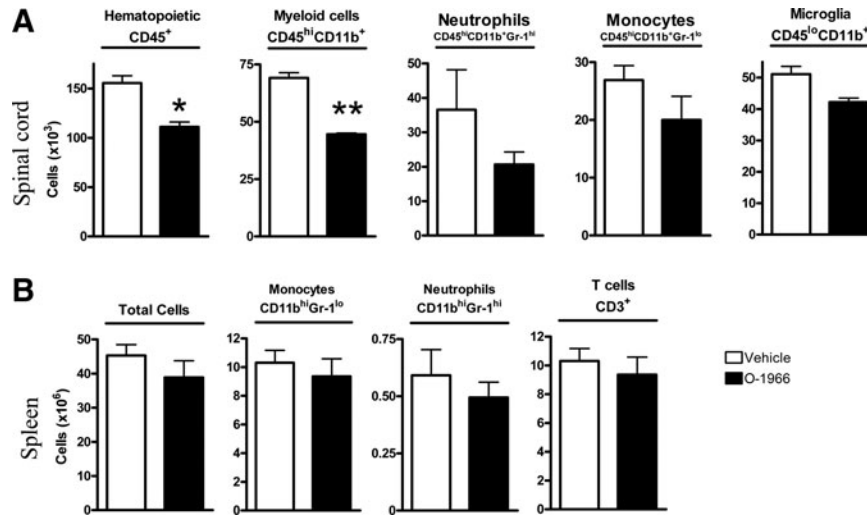 A
Hematopoietic
CD45+
Myeloid cells
CD45hiCD11b+
Neutrophils
CD45hiCD11b+Gr-1hi
Monocytes
CD45hiCD11b+Gr-1lo
Microglia
CD45loCD11b+
Spinal cord
Cells (x10³)
150
100
50
0
*
75
50
25
0
**
50
40
30
20
10
0
30
20
10
0
50
40
30
20
10
0
B
Total Cells
Monocytes
CD11bhiGr-1lo
Neutrophils
CD11bhiGr-1hi
T cells
CD3+
Spleen
Cells (x10⁶)
50
40
30
20
10
0
12
10
8
6
4
2
0
0.75
0.50
0.25
0
12
10
8
6
4
2
0
Vehicle
O-1966